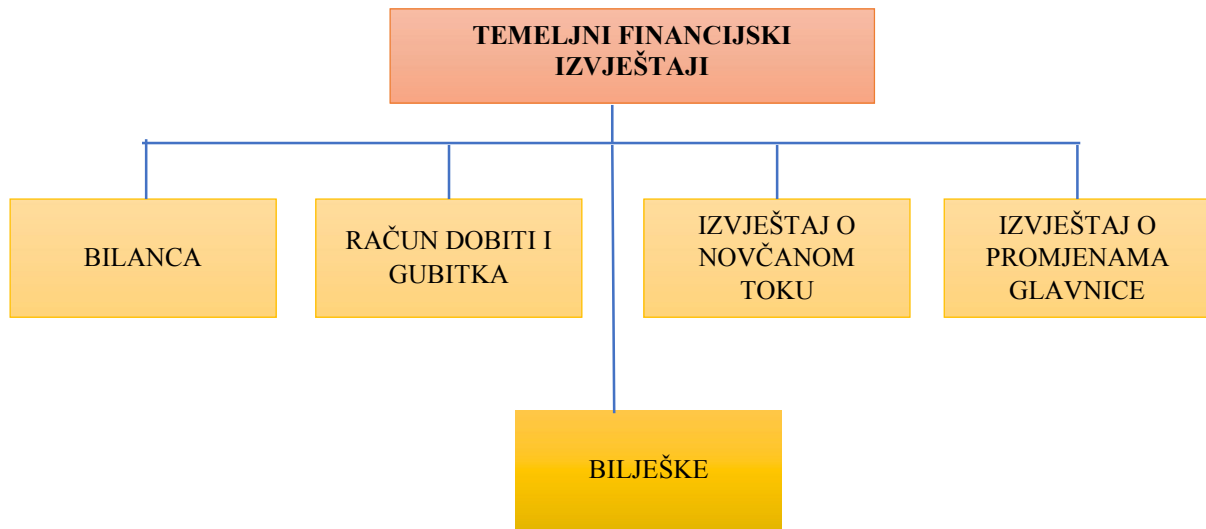 TEMELJNI FINANCIJSKI
IZVJEŠTAJI
BILANCA
RAČUN DOBITI I
GUBITKA
IZVJEŠTAJ O
NOVČANOM
TOKU
IZVJEŠTAJ O
PROMJENAMA
GLAVNICE
BILJEŠKE